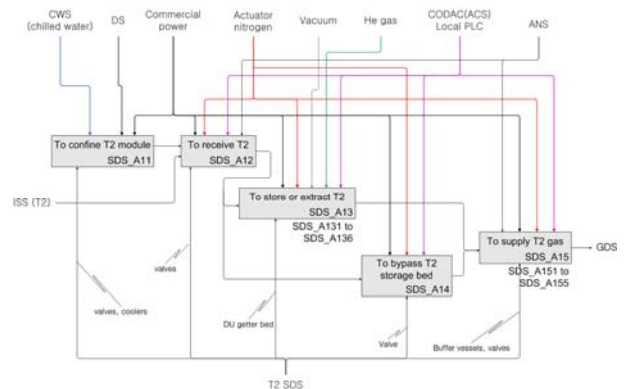 CWS
(chilled water)
DS
Commercial
power
Actuator
nitrogen
Vacuum
He gas
CODAC(ACS)
Local PLC
ANS
To confine T2 module
SDS_A11
To receive T2
SDS_A12
ISS (T2)
To store or extract T2
SDS_A13
SDS_A131 to
SDS_A136
To supply T2 gas
SDS_A15
GDS
SDS_A151 to
SDS_A155
To bypass T2
storage bed
SDS_A14
valves
valves, coolers
DU getter bed
Valve
Buffer vessels, valves
T2 SDS